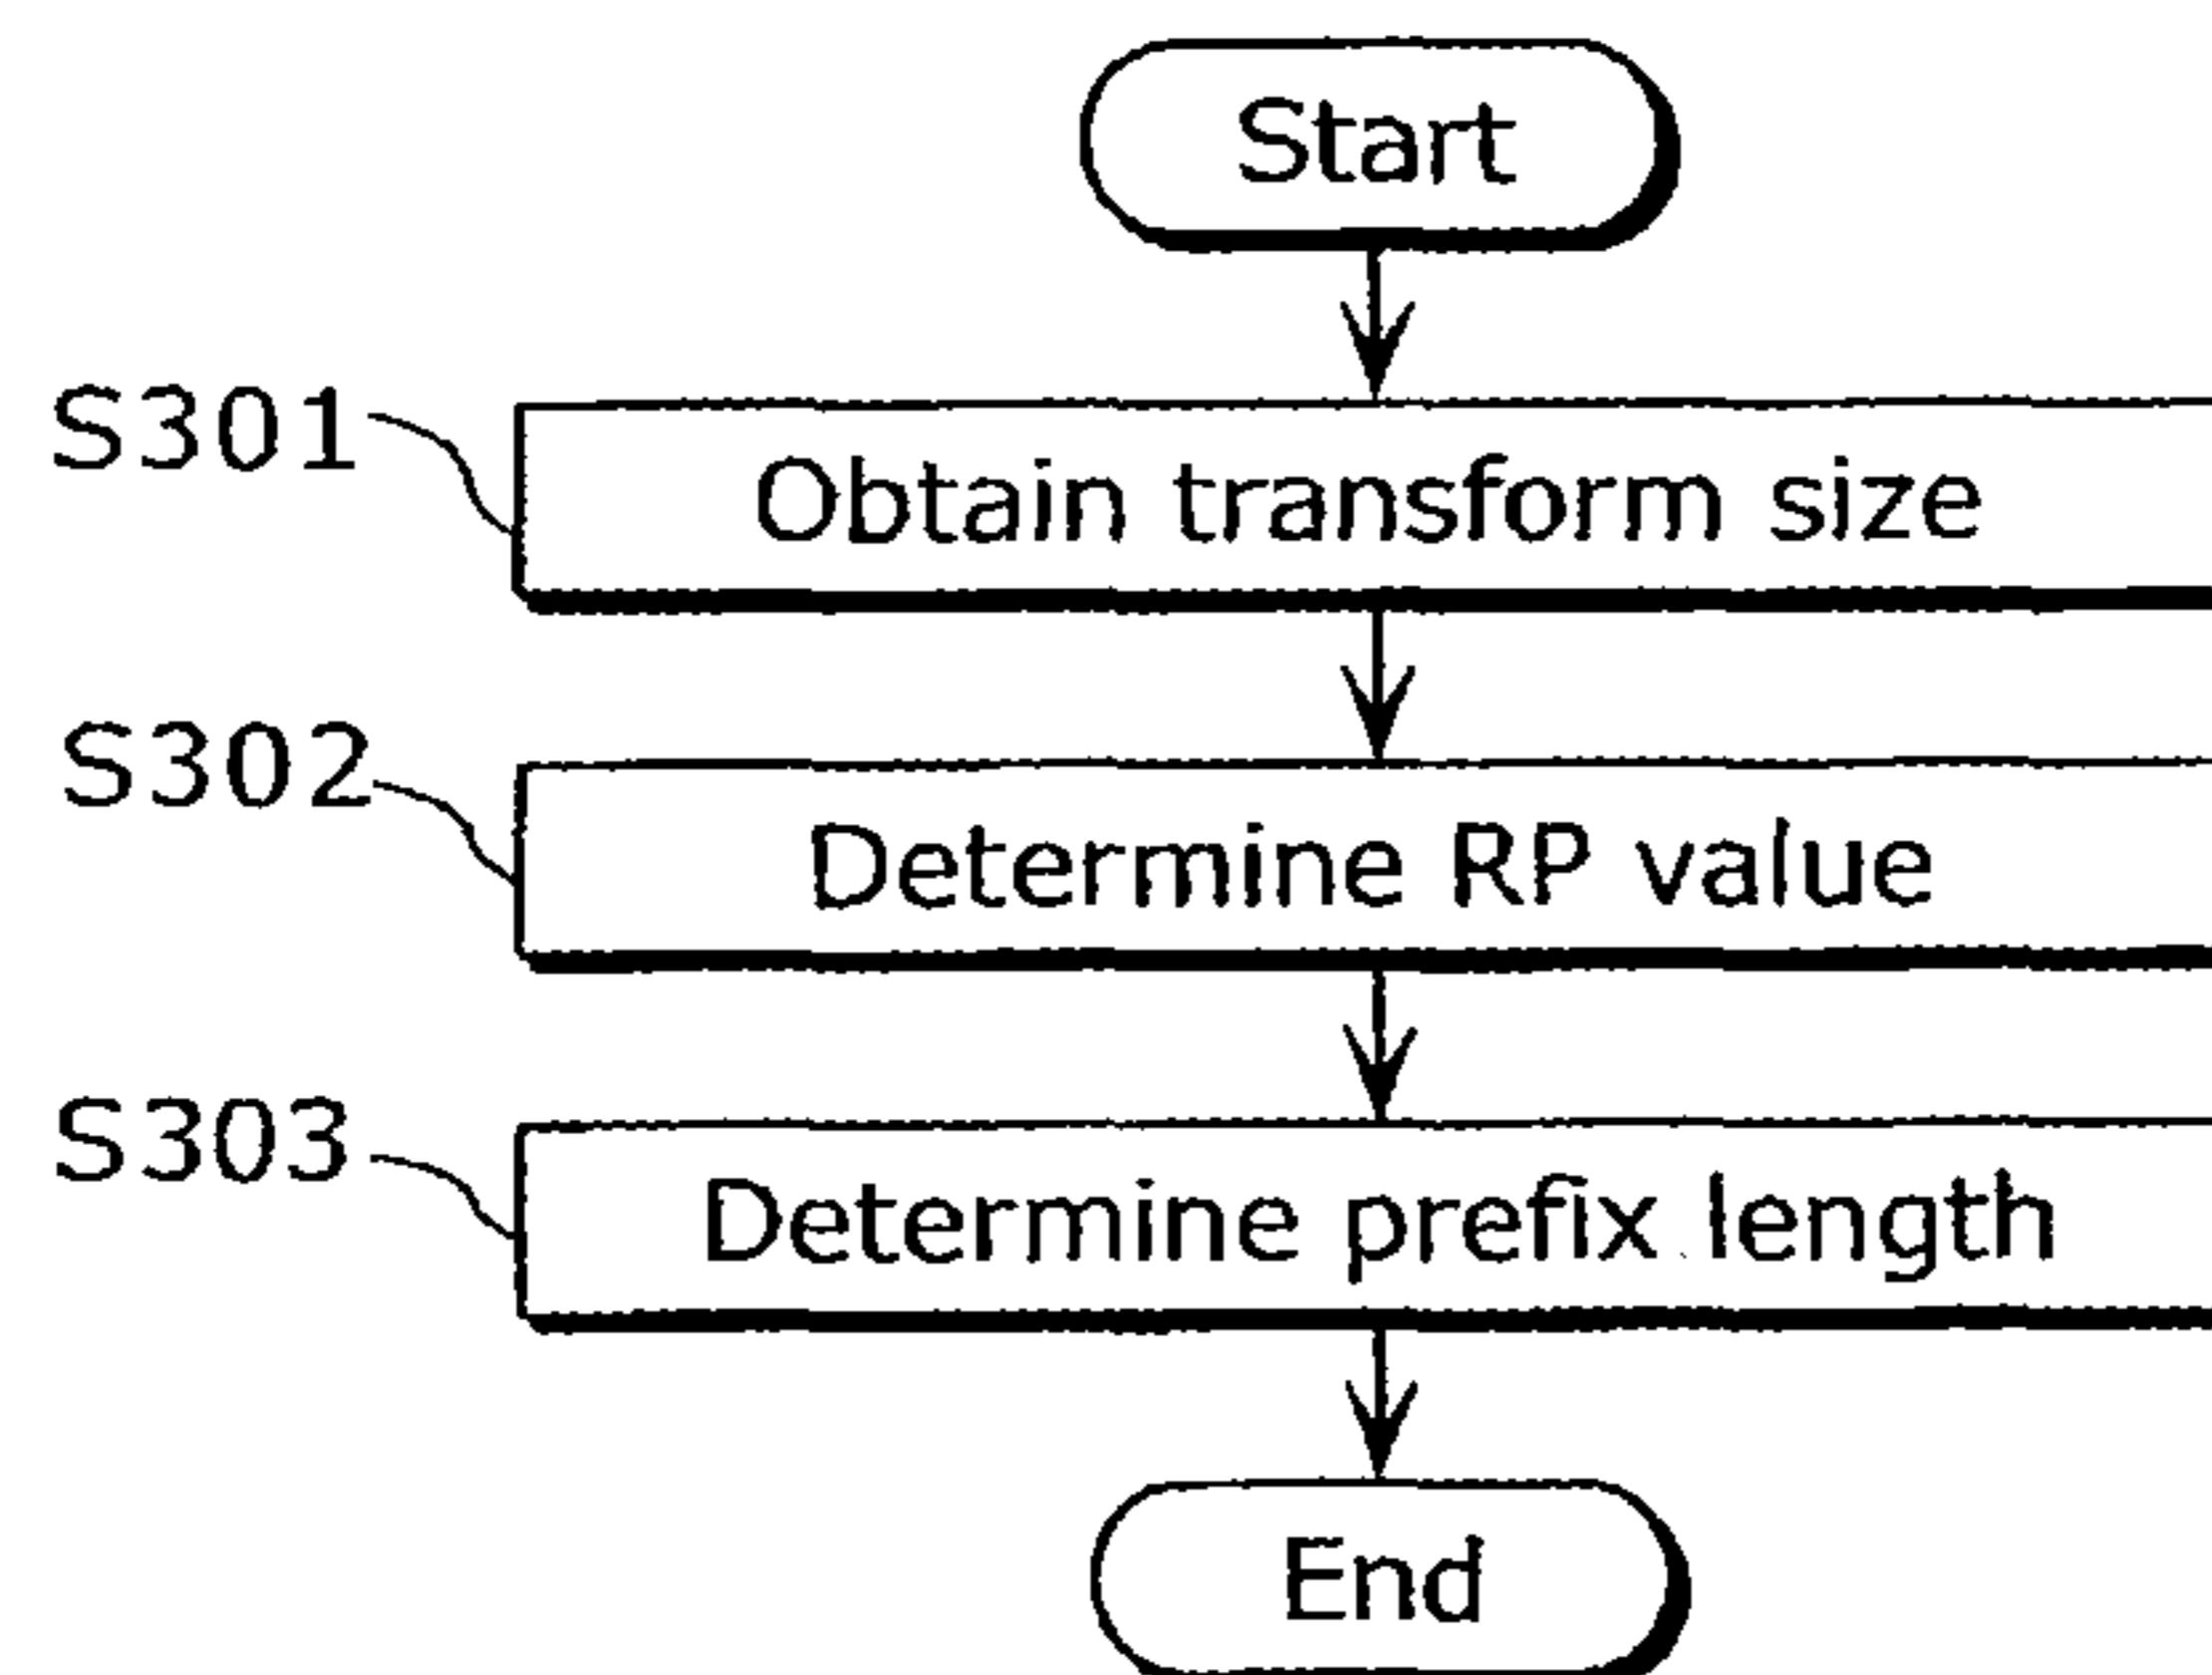 Start
S301
Obtain transform size
S302
Determine RP value
S303
Determine prefix length
End